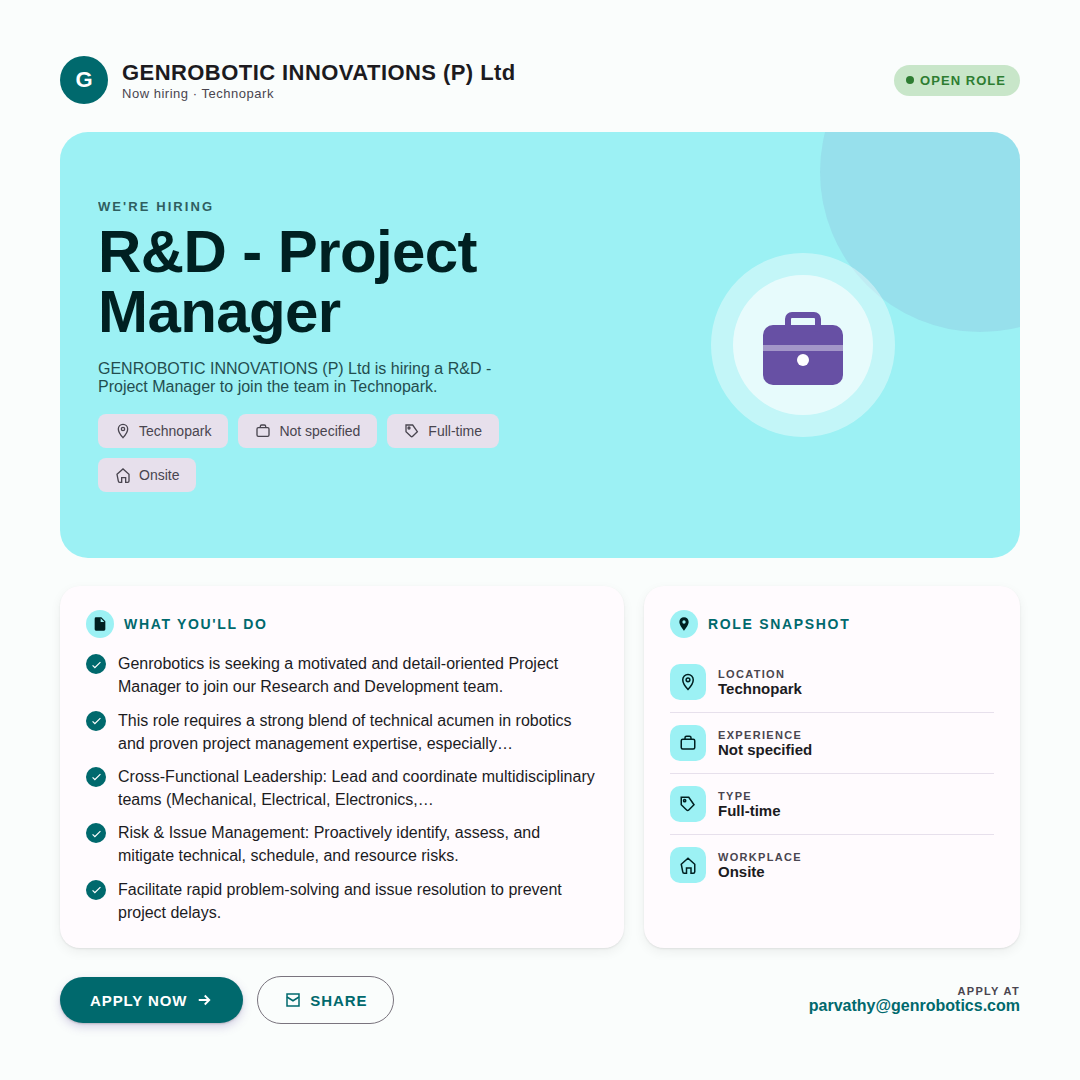 G
GENROBOTIC INNOVATIONS (P) Ltd
Now hiring · Technopark
OPEN ROLE
WE'RE HIRING
R&D - Project
Manager
GENROBOTIC INNOVATIONS (P) Ltd is hiring a R&D -
Project Manager to join the team in Technopark.
Technopark
Not specified
Full-time
Onsite
WHAT YOU'LL DO
Genrobotics is seeking a motivated and detail-oriented Project
Manager to join our Research and Development team.
This role requires a strong blend of technical acumen in robotics
and proven project management expertise, especially…
Cross-Functional Leadership: Lead and coordinate multidisciplinary
teams (Mechanical, Electrical, Electronics,…
Risk & Issue Management: Proactively identify, assess, and
mitigate technical, schedule, and resource risks.
Facilitate rapid problem-solving and issue resolution to prevent
project delays.
ROLE SNAPSHOT
LOCATION
Technopark
EXPERIENCE
Not specified
TYPE
Full-time
WORKPLACE
Onsite
APPLY NOW
SHARE
APPLY AT
parvathy@genrobotics.com